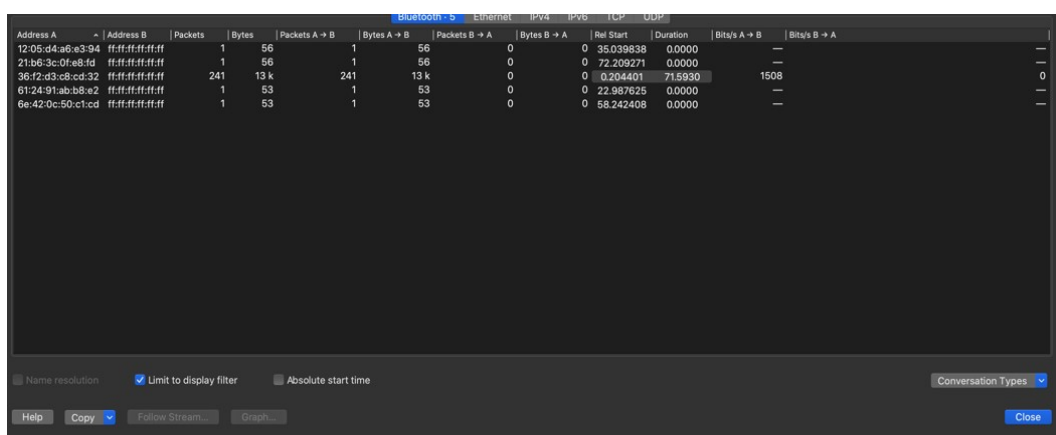 Bluetooth · 5 Ethernet IPv4 IPv6 TCP UDP
Address A Address B Packets Bytes Packets A → B Bytes A → B Packets B → A Bytes B → A Rel Start Duration Bits/s A → B Bits/s B → A
12:05:d4:a6:e3:94 ff:ff:ff:ff:ff:ff 1 56 1 56 0 0 35.039838 0.0000 — —
21:b6:3c:0f:e8:fd ff:ff:ff:ff:ff:ff 1 56 1 56 0 0 72.209271 0.0000 — —
36:f2:d3:c8:cd:32 ff:ff:ff:ff:ff:ff 241 13 k 241 13 k 0 0 0.204401 71.5930 1508 0
61:24:91:ab:b8:e2 ff:ff:ff:ff:ff:ff 1 53 1 53 0 0 22.987625 0.0000 — —
6e:42:0c:50:c1:cd ff:ff:ff:ff:ff:ff 1 53 1 53 0 0 58.242408 0.0000 — —
Name resolution Limit to display filter Absolute start time Conversation Types
Help Copy Follow Stream... Graph... Close